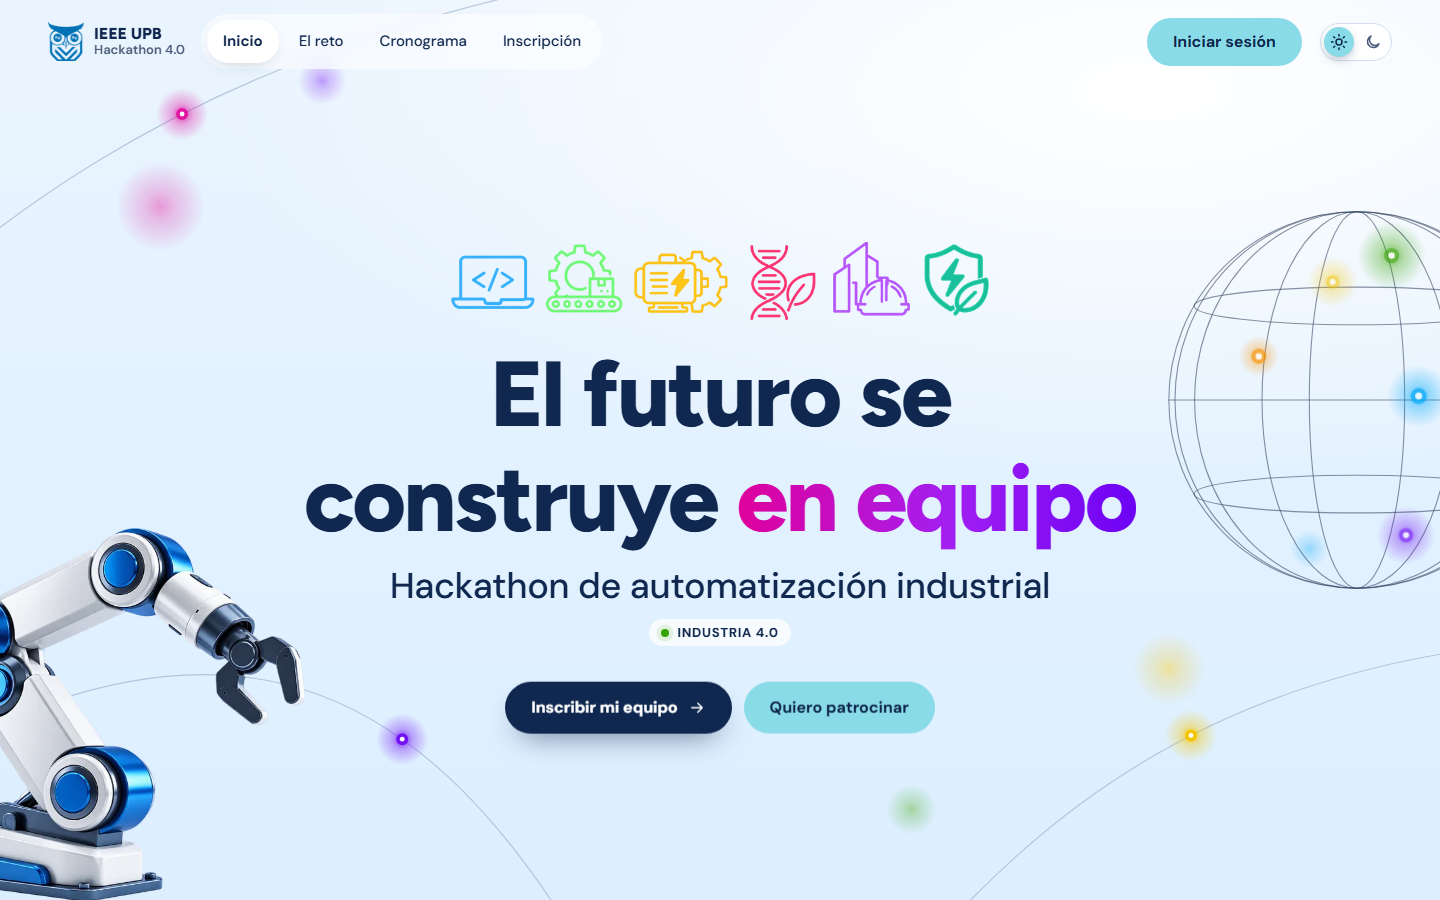 IEEE UPB
Hackathon 4.0
Inicio
El reto
Cronograma
Inscripción
Iniciar sesión
</>
El futuro se
construye en equipo
Hackathon de automatización industrial
INDUSTRIA 4.0
Inscribir mi equipo →
Quiero patrocinar